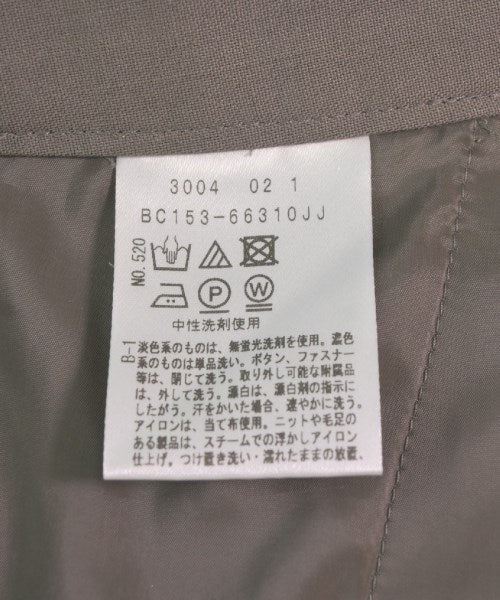 3004 02 1
BC153-66310JJ
NO.520
P W
中性洗剤使用
B-1
淡色系のものは、無蛍光洗剤を使用。濃色
系のものは単品洗い。ボタン、ファスナー
等は、閉じて洗う。取り外し可能な附属品
は、外して洗う。漂白は、漂白剤の指示に
したがう。汗をかいた場合、速やかに洗う。
アイロンは、当て布使用。ニットや毛足の
ある製品は、スチームでの浮かしアイロン
仕上げ。つけ置き洗い・濡れたままの放置、